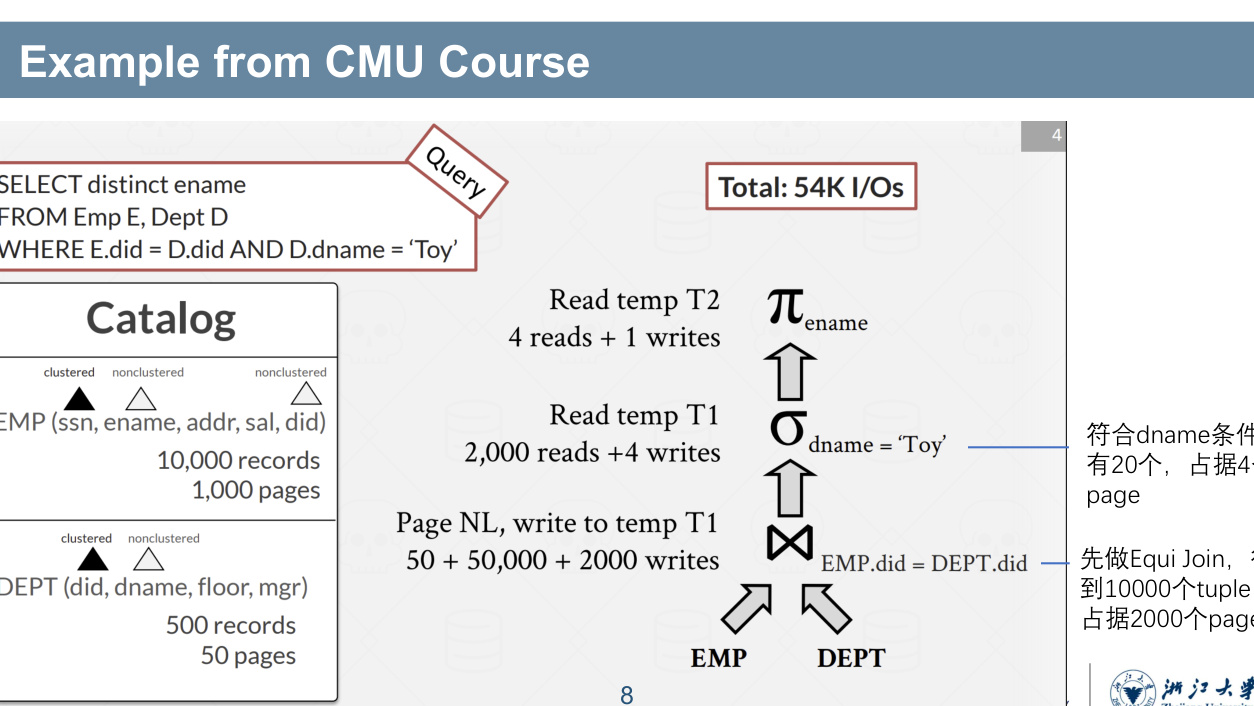 Example from CMU Course
4
Query
SELECT distinct ename
FROM Emp E, Dept D
WHERE E.did = D.did AND D.dname = ‘Toy’
Total: 54K I/Os
Catalog
clustered nonclustered nonclustered
EMP (ssn, ename, addr, sal, did)
10,000 records
1,000 pages
clustered nonclustered
DEPT (did, dname, floor, mgr)
500 records
50 pages
Read temp T2
4 reads + 1 writes
π ename
Read temp T1
2,000 reads +4 writes
σ dname = ‘Toy’
Page NL, write to temp T1
50 + 50,000 + 2000 writes
⋈ EMP.did = DEPT.did
EMP DEPT
符合dname条件
有20个，占据4
page
先做Equi Join，
到10000个tuple
占据2000个page
8
浙江大学